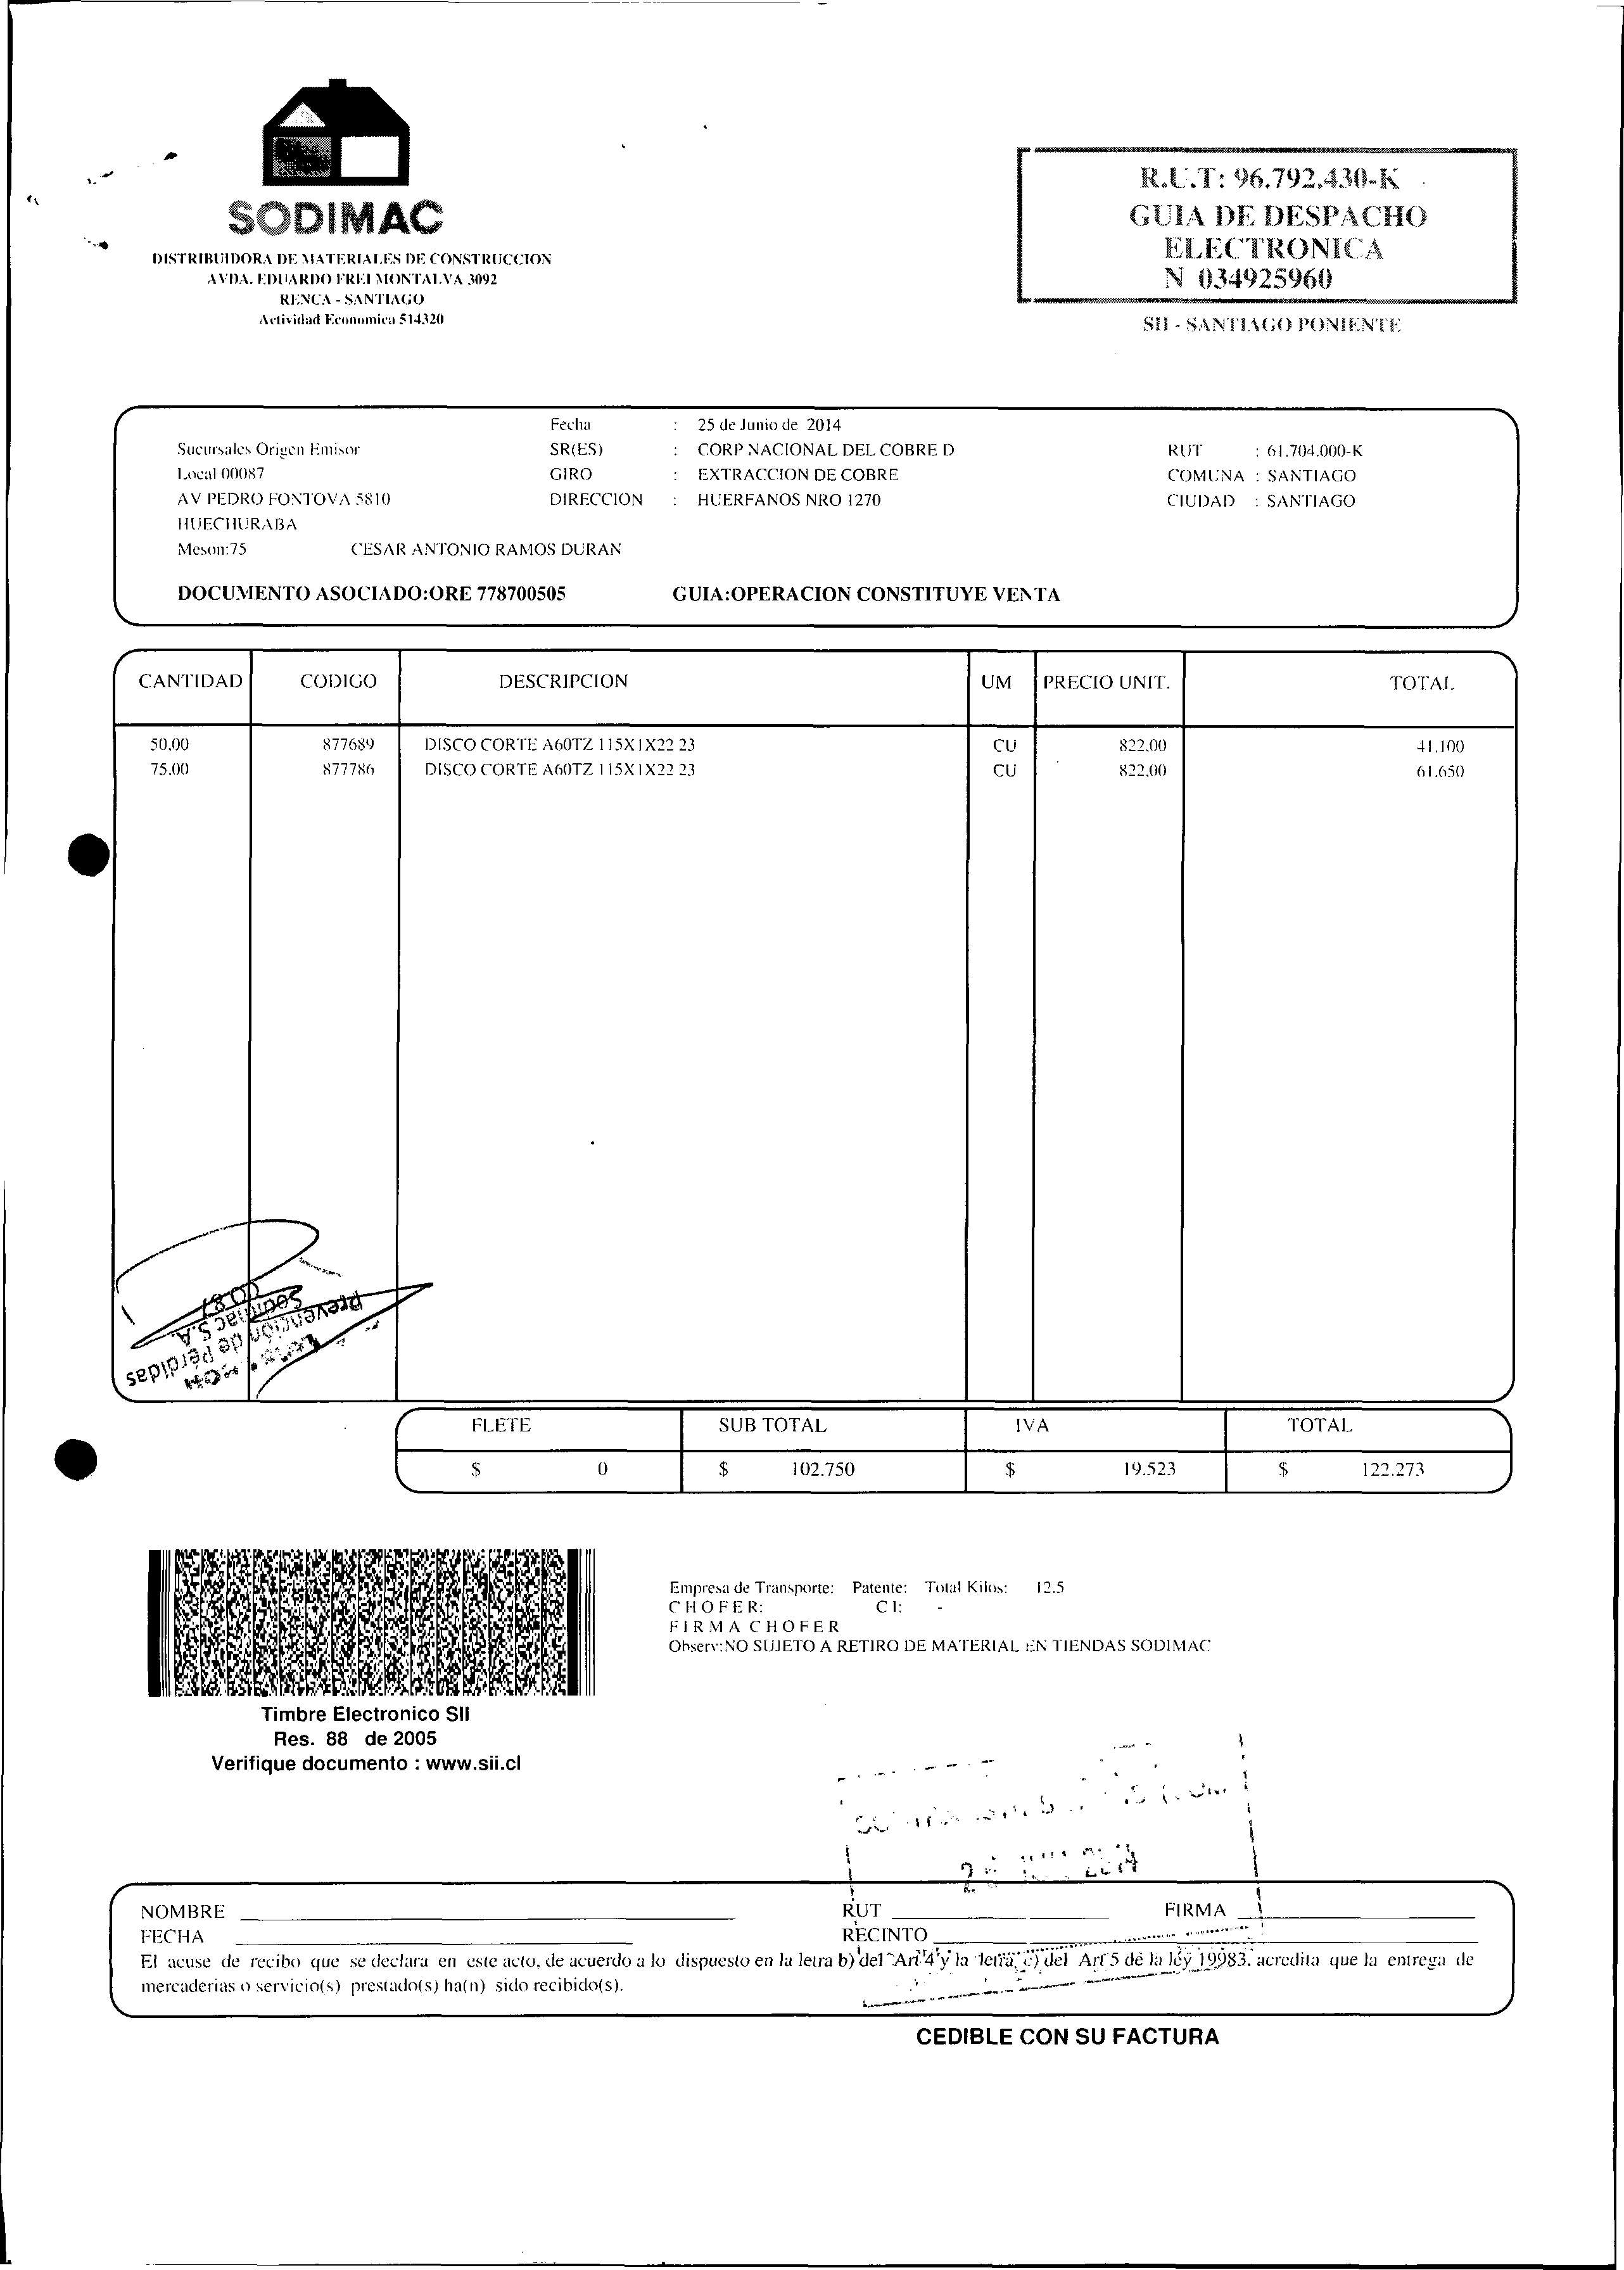 SODIMAC
DISTRIBUIDORA DE MATERIALES DE CONSTRUCCION
AVDA. EDUARDO FREI MONTALVA 3092
RENCA - SANTIAGO
Actividad Economica 514320
R.U.T: 96.792.430-K
GUIA DE DESPACHO
ELECTRONICA
N 034925960
SII - SANTIAGO PONIENTE
Fecha : 25 de Junio de 2014
Sucursales Origen Emisor SR(ES) : CORP NACIONAL DEL COBRE D RUT : 61.704.000-K
Local 00087 GIRO : EXTRACCION DE COBRE COMUNA : SANTIAGO
AV PEDRO FONTOVA 5810 DIRECCION : HUERFANOS NRO 1270 CIUDAD : SANTIAGO
HUECHURABA
Meson:75 CESAR ANTONIO RAMOS DURAN
DOCUMENTO ASOCIADO:ORE 778700505 GUIA:OPERACION CONSTITUYE VENTA
CANTIDAD CODIGO DESCRIPCION UM PRECIO UNIT. TOTAL
50,00 877689 DISCO CORTE A60TZ 115X1X22 23 CU 822,00 41.100
75,00 877786 DISCO CORTE A60TZ 115X1X22 23 CU 822,00 61.650
Prevención de Pérdidas
Sodimac S.A.
FLETE SUB TOTAL IVA TOTAL
$ 0 $ 102.750 $ 19.523 $ 122.273
Empresa de Transporte: Patente: Total Kilos: 12.5
CHOFER: CI: -
FIRMA CHOFER
Observ:NO SUJETO A RETIRO DE MATERIAL EN TIENDAS SODIMAC
Timbre Electronico SII
Res. 88 de 2005
Verifique documento : www.sii.cl
2014
NOMBRE RUT FIRMA
FECHA RECINTO
El acuse de recibo que se declara en este acto, de acuerdo a lo dispuesto en la letra b) del Art 4 y la letra c) del Art 5 de la ley 19983. acredita que la entrega de
mercaderias o servicio(s) prestado(s) ha(n) sido recibido(s).
CEDIBLE CON SU FACTURA